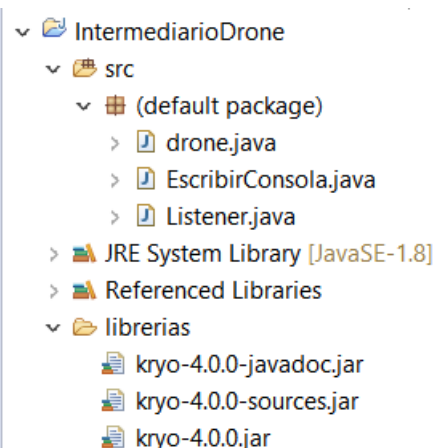 IntermediarioDrone
src
(default package)
drone.java
EscribirConsola.java
Listener.java
JRE System Library [JavaSE-1.8]
Referenced Libraries
librerias
kryo-4.0.0-javadoc.jar
kryo-4.0.0-sources.jar
kryo-4.0.0.jar